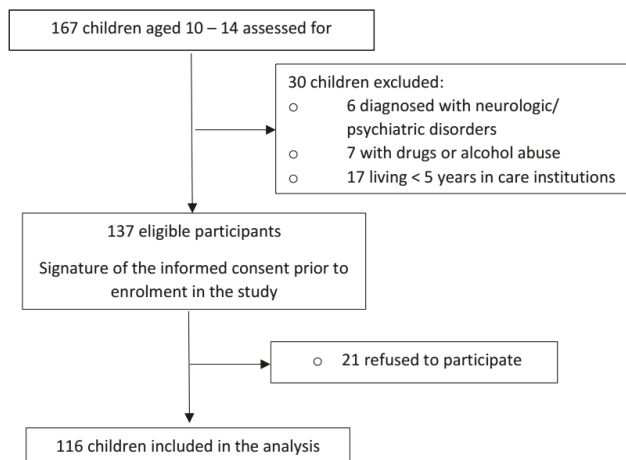 167 children aged 10 – 14 assessed for
30 children excluded:
○ 6 diagnosed with neurologic/
psychiatric disorders
○ 7 with drugs or alcohol abuse
○ 17 living < 5 years in care institutions
137 eligible participants
Signature of the informed consent prior to
enrolment in the study
○ 21 refused to participate
116 children included in the analysis